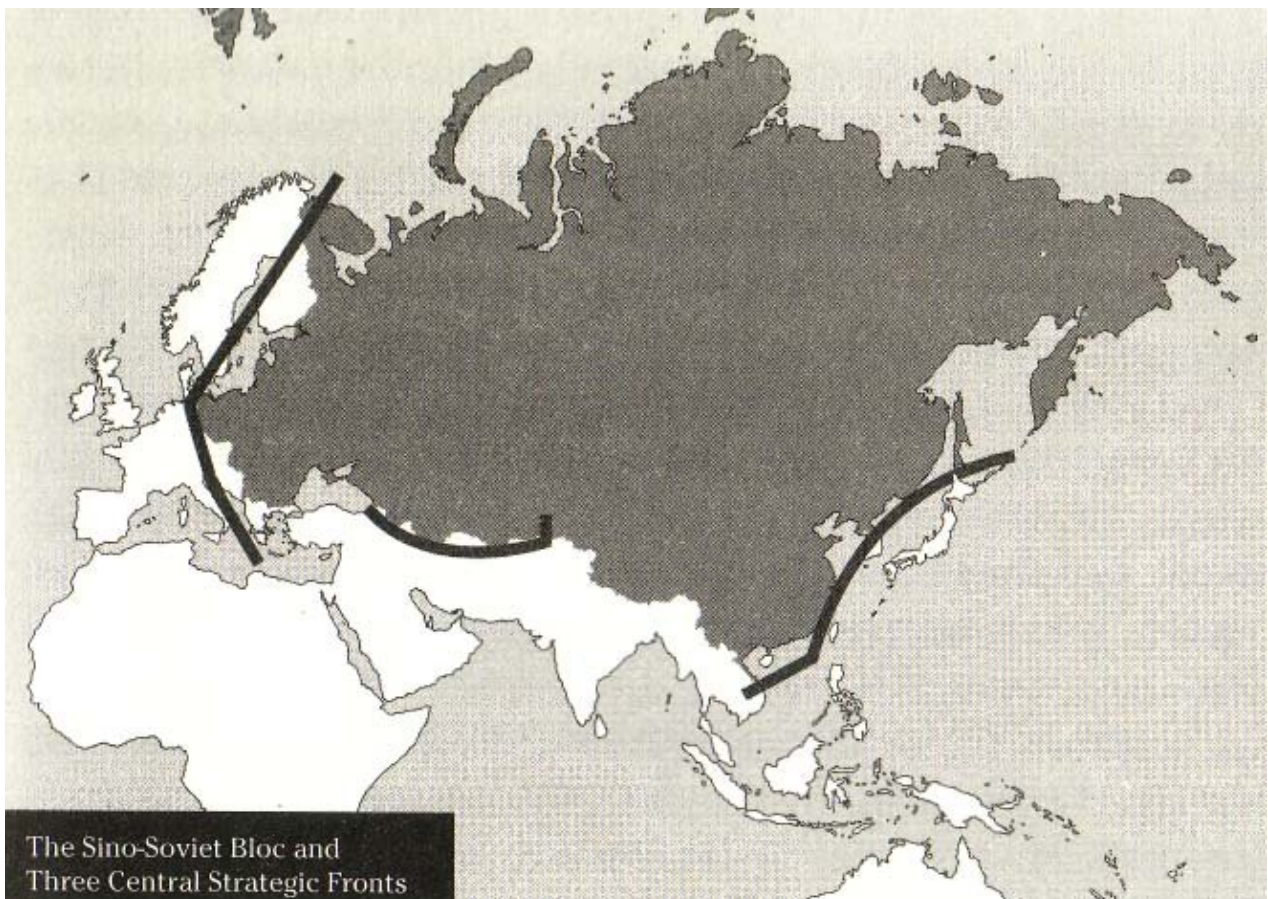 The Sino-Soviet Bloc and
Three Central Strategic Fronts